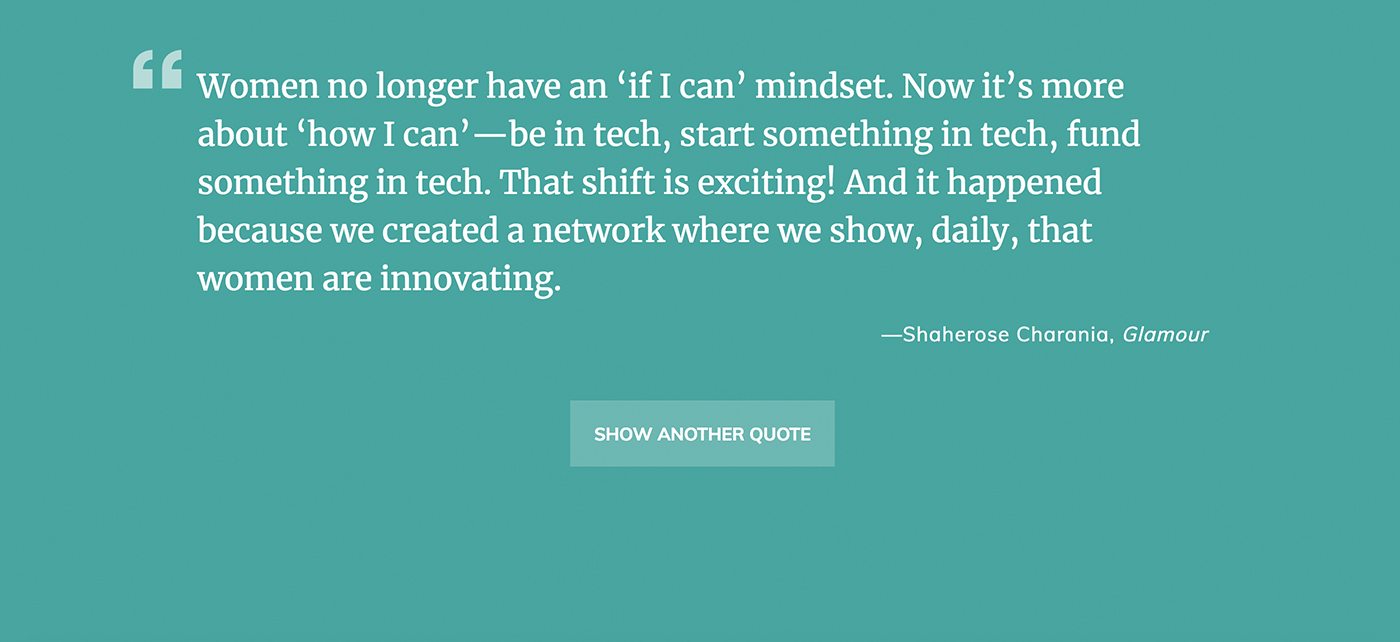 “
Women no longer have an ‘if I can’ mindset. Now it’s more
about ‘how I can’—be in tech, start something in tech, fund
something in tech. That shift is exciting! And it happened
because we created a network where we show, daily, that
women are innovating.
—Shaherose Charania, Glamour
SHOW ANOTHER QUOTE